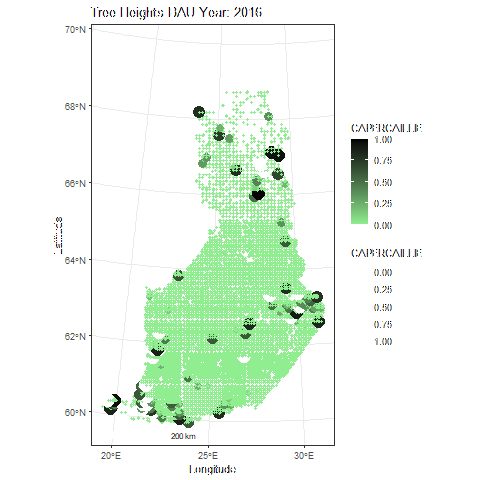 Tree Heights BAU Year: 2016
70°N
68°N
66°N
64°N
62°N
60°N
Latitude
200 km
20°E
25°E
30°E
Longitude
CAPERCAILLIE
1.00
0.75
0.50
0.25
0.00
CAPERCAILLIE
0.00
0.25
0.50
0.75
1.00